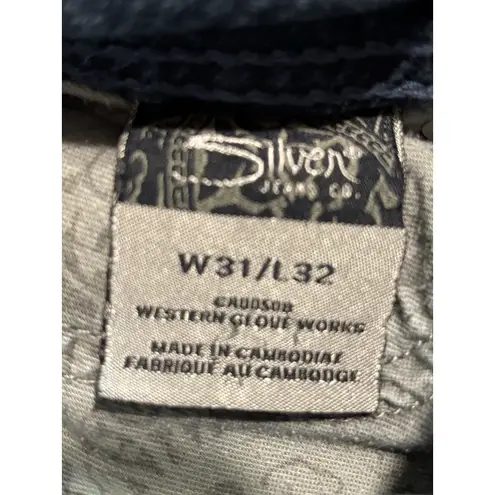 Silver®
JEANS CO.
W31/L32
CA00508
WESTERN GLOVE WORKS
MADE IN CAMBODIA/
FABRIQUÉ AU CAMBODGE